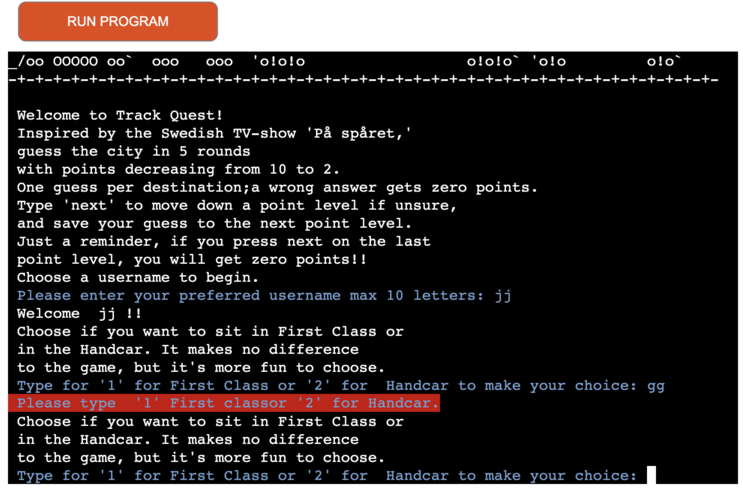 RUN PROGRAM
_/oo OOOOO oo`  ooo   ooo  'o!o!o                  o!o!o` 'o!o         o!o`
-+-+-+-+-+-+-+-+-+-+-+-+-+-+-+-+-+-+-+-+-+-+-+-+-+-+-+-+-+-+-+-+-+-+-+-+-+-+-
Welcome to Track Quest!
Inspired by the Swedish TV-show 'På spåret,'
guess the city in 5 rounds
with points decreasing from 10 to 2.
One guess per destination;a wrong answer gets zero points.
Type 'next' to move down a point level if unsure,
and save your guess to the next point level.
Just a reminder, if you press next on the last
point level, you will get zero points!!
Choose a username to begin.
Please enter your preferred username max 10 letters: jj
Welcome  jj !!
Choose if you want to sit in First Class or
in the Handcar. It makes no difference
to the game, but it's more fun to choose.
Type for '1' for First Class or '2' for  Handcar to make your choice: gg
Please type  '1' First classor '2' for Handcar.
Choose if you want to sit in First Class or
in the Handcar. It makes no difference
to the game, but it's more fun to choose.
Type for '1' for First Class or '2' for  Handcar to make your choice: